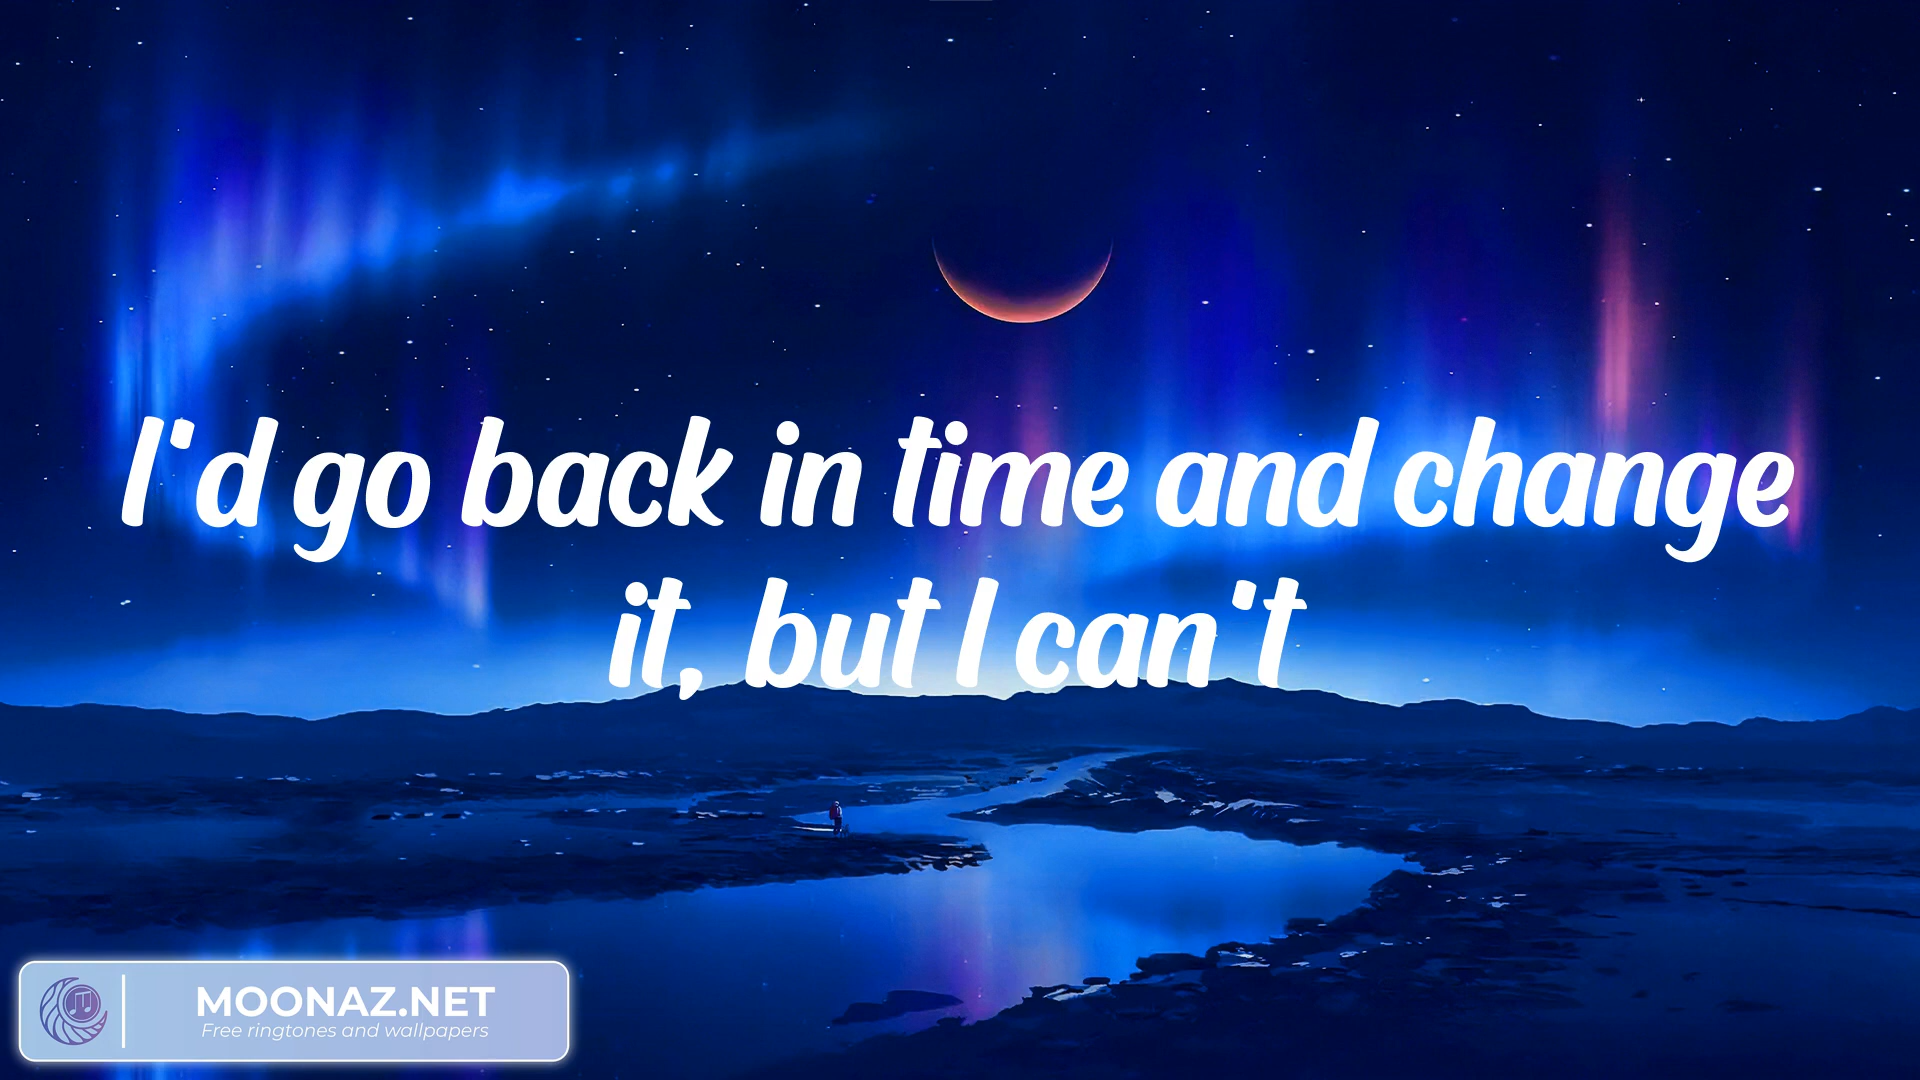 I'd go back in time and change
it, but I can't
MOONAZ.NET
Free ringtones and wallpapers